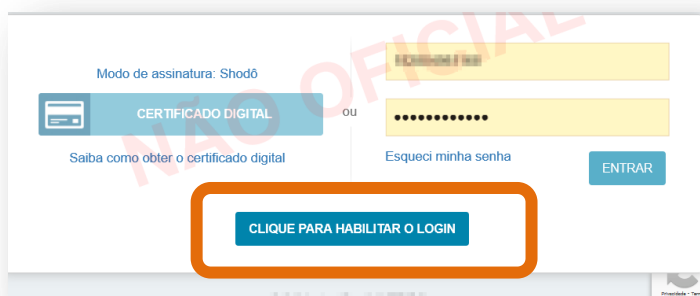 NÃO OFICIAL
Modo de assinatura: Shodô
CERTIFICADO DIGITAL
Saiba como obter o certificado digital
ou
••••••••••••
Esqueci minha senha
ENTRAR
CLIQUE PARA HABILITAR O LOGIN
Privacidade